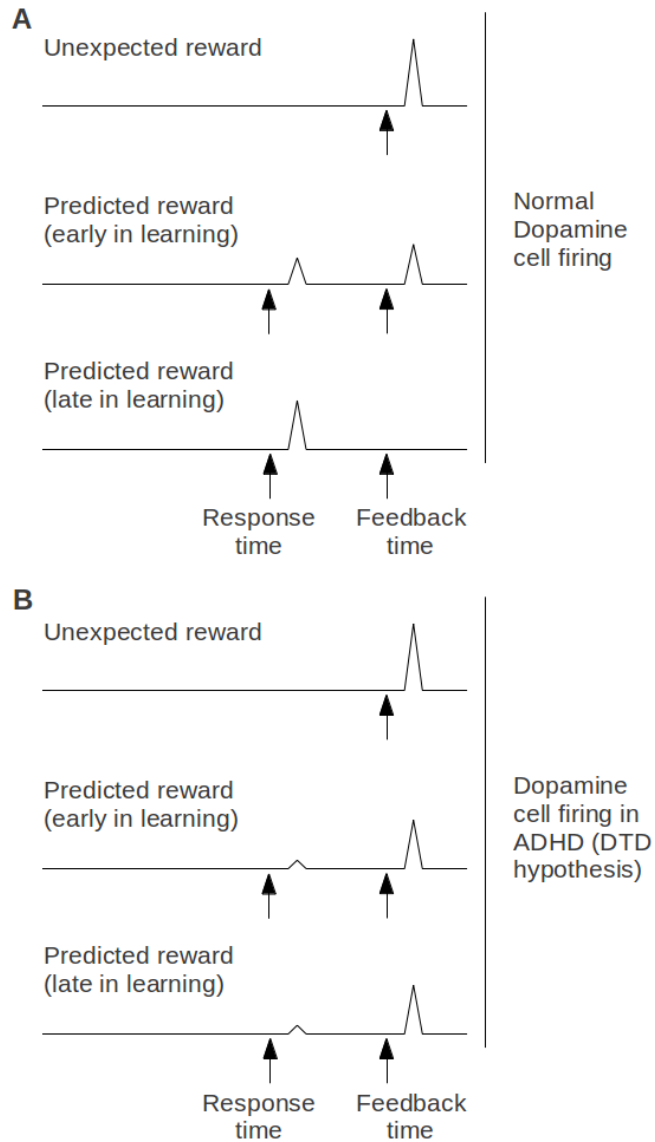 A
Unexpected reward
Predicted reward
(early in learning)
Normal
Dopamine
cell firing
Predicted reward
(late in learning)
Response
time
Feedback
time
B
Unexpected reward
Predicted reward
(early in learning)
Dopamine
cell firing in
ADHD (DTD
hypothesis)
Predicted reward
(late in learning)
Response
time
Feedback
time